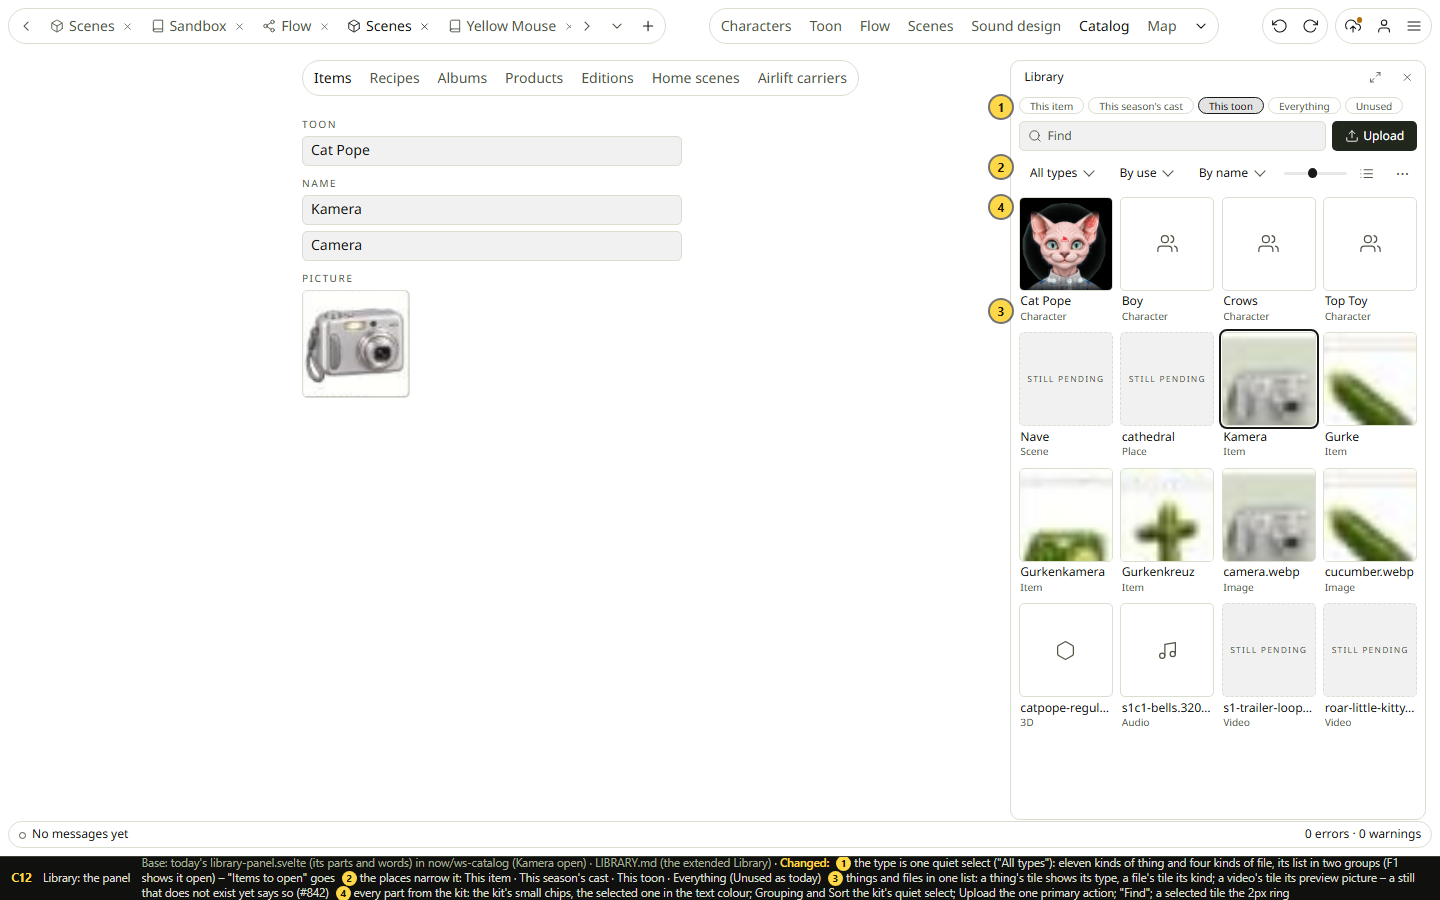 Scenes
Sandbox
Flow
Scenes
Yellow Mouse
Characters
Toon
Flow
Scenes
Sound design
Catalog
Map
Items
Recipes
Albums
Products
Editions
Home scenes
Airlift carriers
TOON
Cat Pope
NAME
Kamera
Camera
PICTURE
Library
1
This item
This season's cast
This toon
Everything
Unused
Find
Upload
2
All types
By use
By name
4
Cat Pope
Boy
Crows
Top Toy
3
Character
Character
Character
Character
STILL PENDING
STILL PENDING
Nave
cathedral
Kamera
Gurke
Scene
Place
Item
Item
Gurkenkamera
Gurkenkreuz
camera.webp
cucumber.webp
Item
Item
Image
Image
STILL PENDING
STILL PENDING
catpope-regul...
s1c1-bells.320...
s1-trailer-loop...
roar-little-kitty...
3D
Audio
Video
Video
No messages yet
0 errors · 0 warnings
C12 Library: the panel
Base: today's library-panel.svelte (its parts and words) in now/ws-catalog (Kamera open) · LIBRARY.md (the extended Library) · Changed: 1 the type is one quiet select ("All types"): eleven kinds of thing and four kinds of file, its list in two groups (F1
shows it open) – "Items to open" goes 2 the places narrow it: This item · This season's cast · This toon · Everything (Unused as today) 3 things and files in one list: a thing's tile shows its type, a file's tile its kind; a video's tile its preview picture – a still
that does not exist yet says so (#842) 4 every part from the kit: the kit's small chips, the selected one in the text colour; Grouping and Sort the kit's quiet select; Upload the one primary action; "Find"; a selected tile the 2px ring